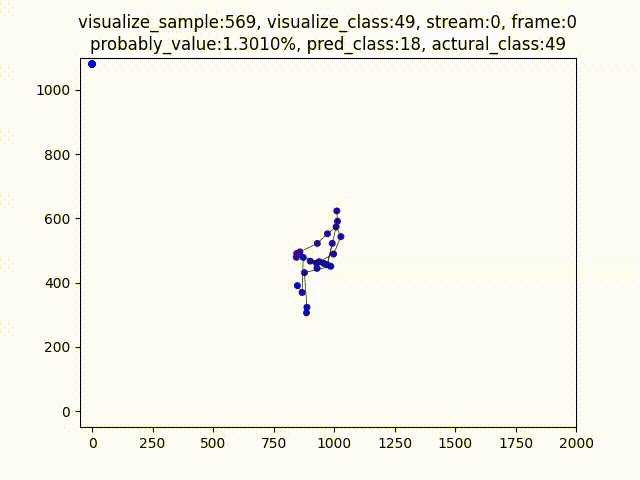 visualize_sample:569, visualize_class:49, stream:0, frame:0
probably_value:1.3010%, pred_class:18, actural_class:49
1000
800
600
400
200
0
0 250 500 750 1000 1250 1500 1750 2000